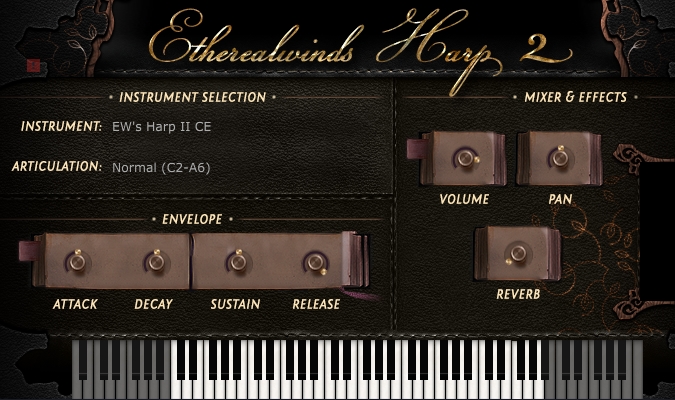 Etherealwinds Harp 2
• INSTRUMENT SELECTION •
INSTRUMENT: EW's Harp II CE
ARTICULATION: Normal (C2-A6)
• ENVELOPE •
ATTACK DECAY SUSTAIN RELEASE
• MIXER & EFFECTS •
VOLUME PAN
REVERB